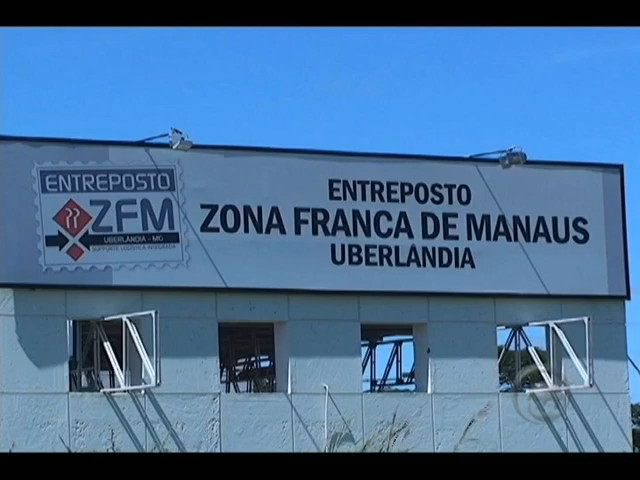 ENTREPOSTO
ZFM
UBERLÂNDIA - MG
ENTREPOSTO
ZONA FRANCA DE MANAUS
UBERLÂNDIA